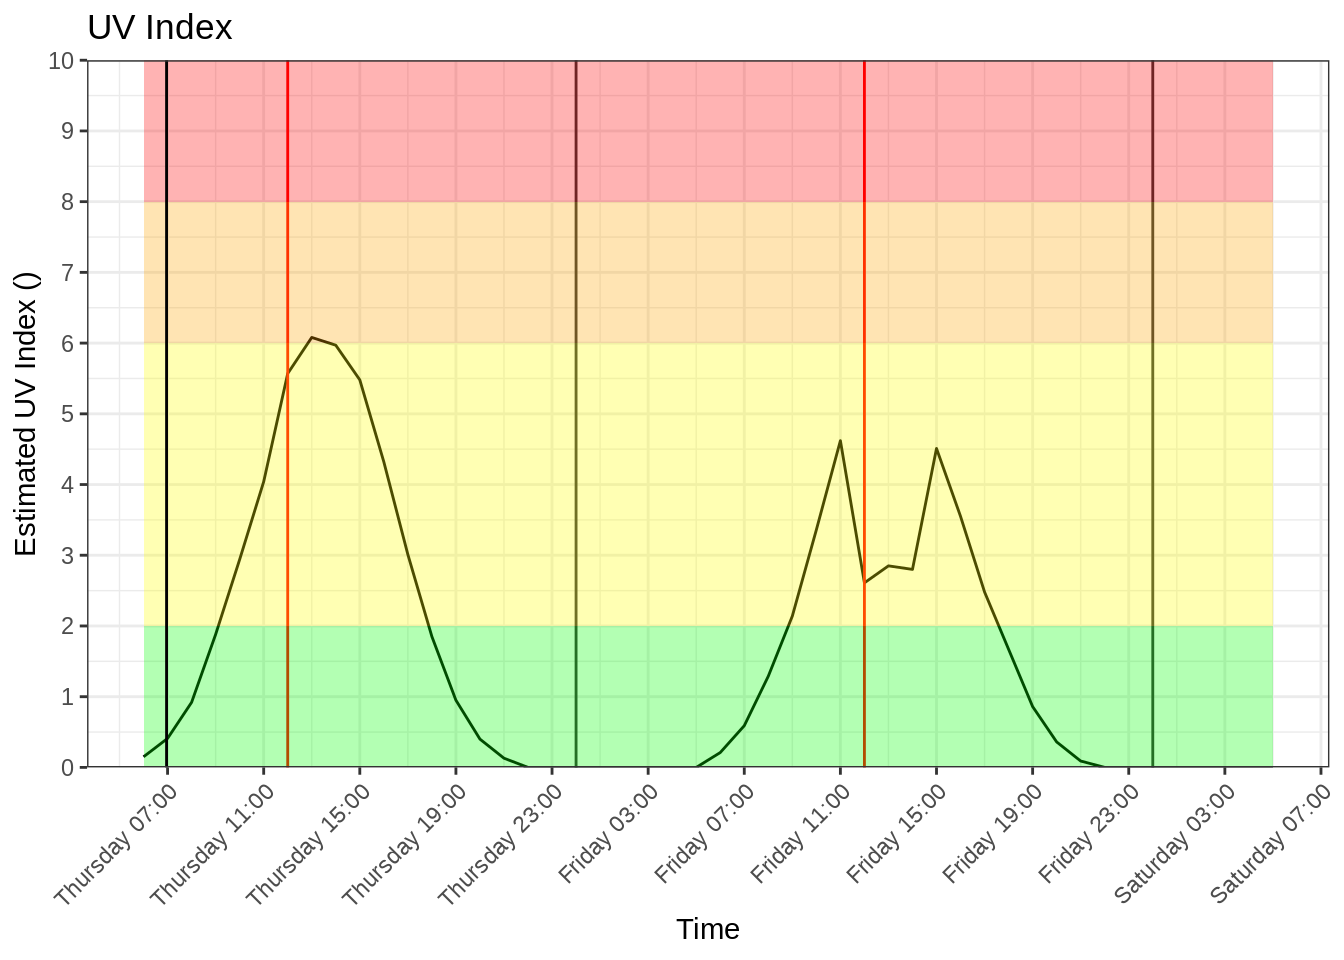 UV Index
Estimated UV Index ()
10
9
8
7
6
5
4
3
2
1
0
Thursday 07:00
Thursday 11:00
Thursday 15:00
Thursday 19:00
Thursday 23:00
Friday 03:00
Friday 07:00
Friday 11:00
Friday 15:00
Friday 19:00
Friday 23:00
Saturday 03:00
Saturday 07:00
Time